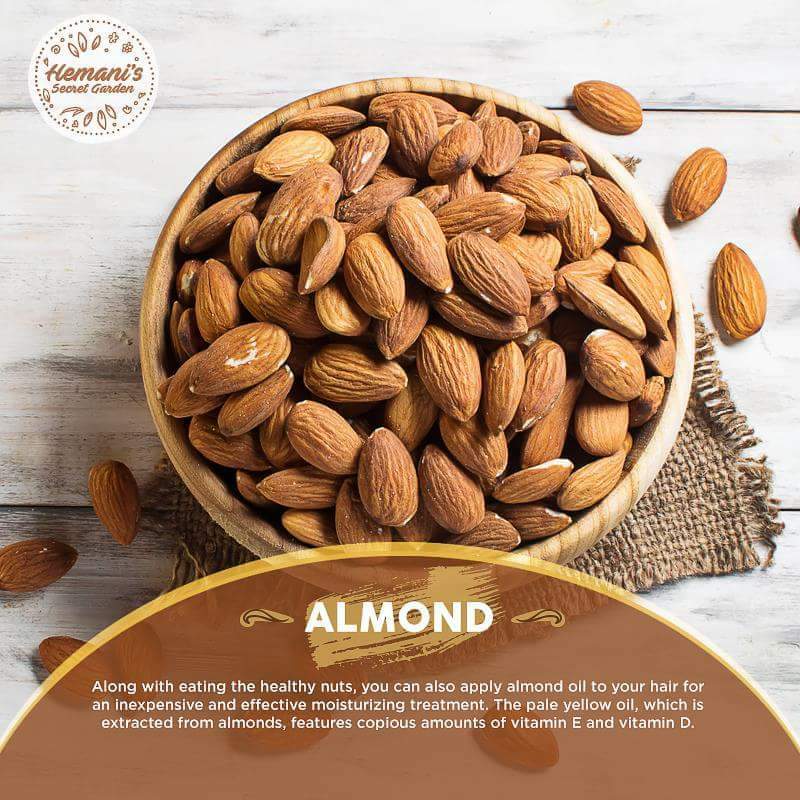 Hemani's
Secret Garden
ALMOND
Along with eating the healthy nuts, you can also apply almond oil to your hair for
an inexpensive and effective moisturizing treatment. The pale yellow oil, which is
extracted from almonds, features copious amounts of vitamin E and vitamin D.